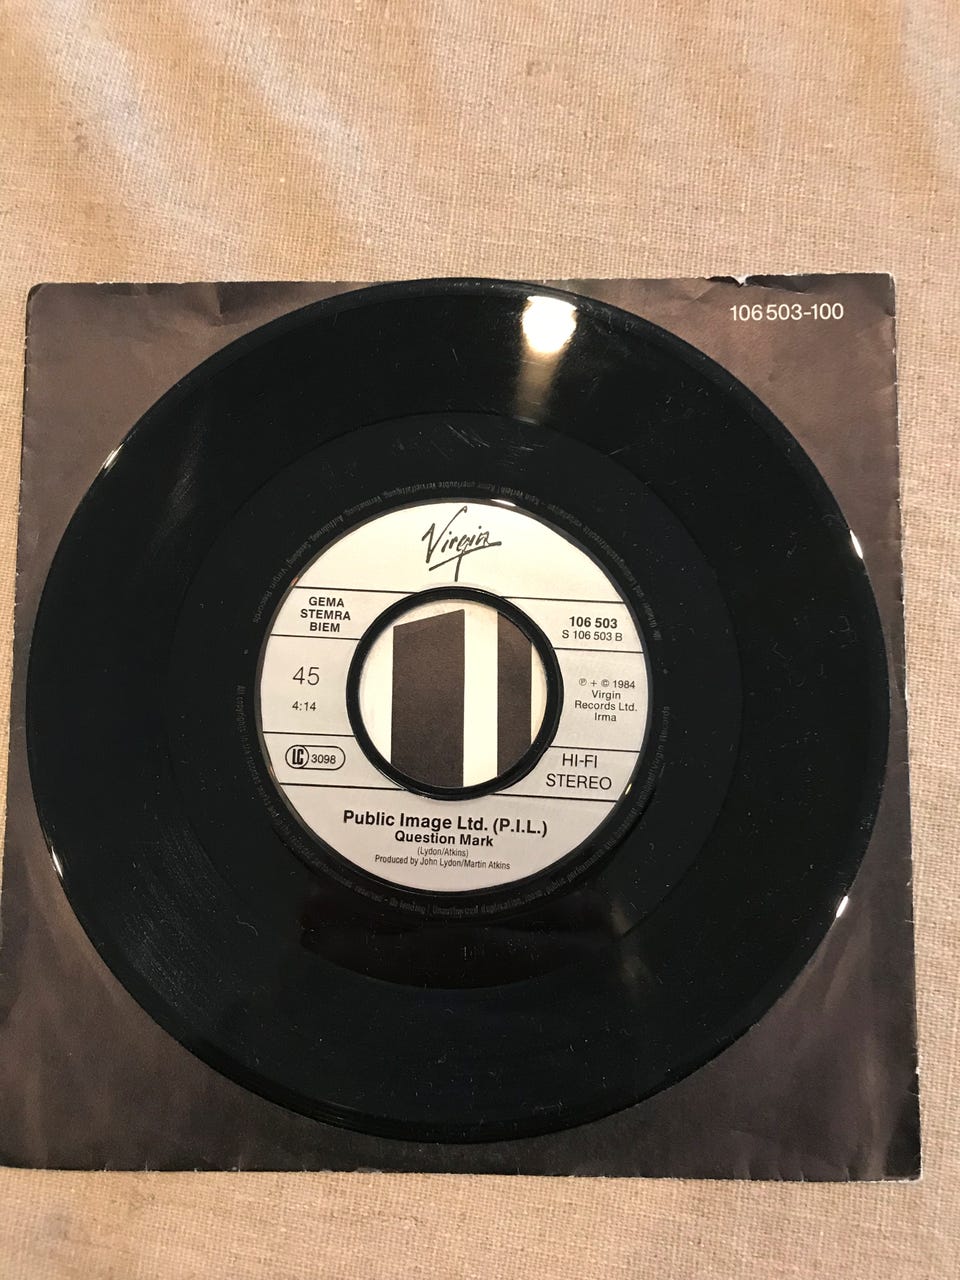 106 503-100
Virgin
GEMA
STEMRA
BIEM
106 503
S 106 503 B
45
4:14
℗ + © 1984
Virgin
Records Ltd.
Irma
LC 3098
HI-FI
STEREO
Public Image Ltd. (P.I.L.)
Question Mark
(Lydon/Atkins)
Produced by John Lydon/Martin Atkins